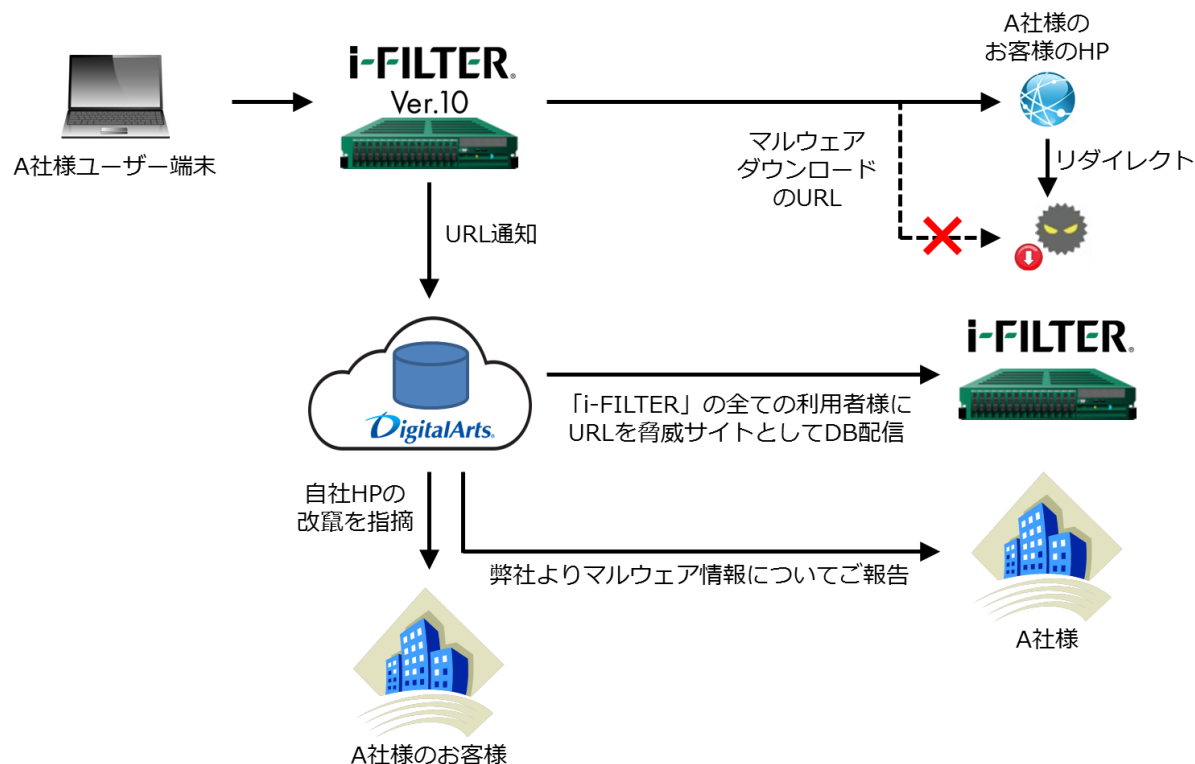 i-FILTER®
Ver.10
A社様ユーザー端末
A社様の
お客様のHP
マルウェア
ダウンロード
のURL
リダイレクト
URL通知
DigitalArts®
i-FILTER®
「i-FILTER」の全ての利用者様に
URLを脅威サイトとしてDB配信
自社HPの
改竄を指摘
弊社よりマルウェア情報についてご報告
A社様
A社様のお客様